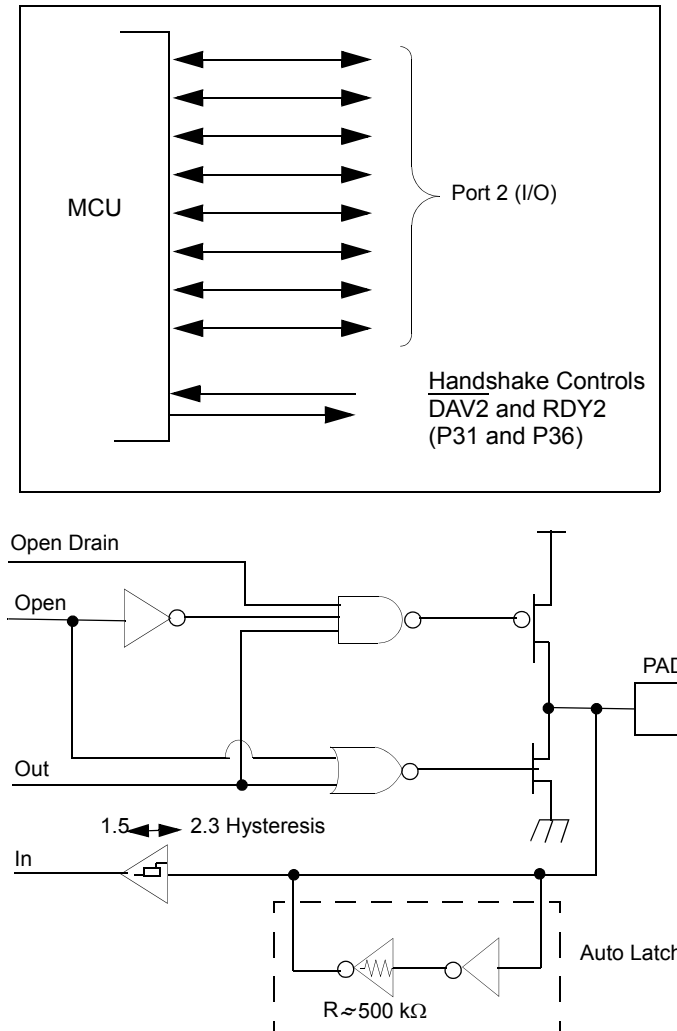 MCU
Port 2 (I/O)
Handshake Controls
DAV2 and RDY2
(P31 and P36)
Open Drain
Open
PAD
Out
1.5 2.3 Hysteresis
In
Auto Latch
R ≈ 500 kΩ